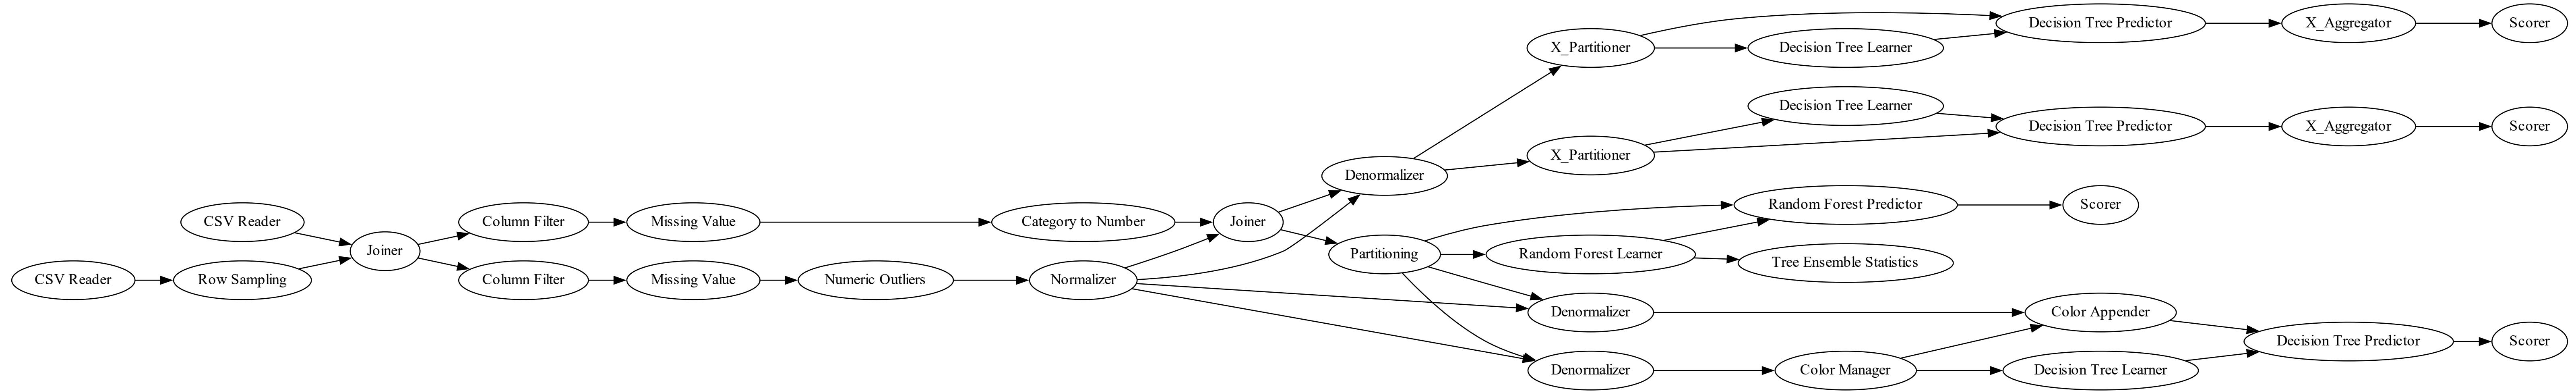 X_Partitioner
Decision Tree Predictor
X_Aggregator
Scorer
Decision Tree Learner
Decision Tree Learner
X_Partitioner
Decision Tree Predictor
X_Aggregator
Scorer
Denormalizer
CSV Reader
Column Filter
Missing Value
Category to Number
Joiner
Random Forest Predictor
Scorer
Joiner
Partitioning
Random Forest Learner
Tree Ensemble Statistics
CSV Reader
Row Sampling
Column Filter
Missing Value
Numeric Outliers
Normalizer
Denormalizer
Color Appender
Decision Tree Predictor
Scorer
Denormalizer
Color Manager
Decision Tree Learner